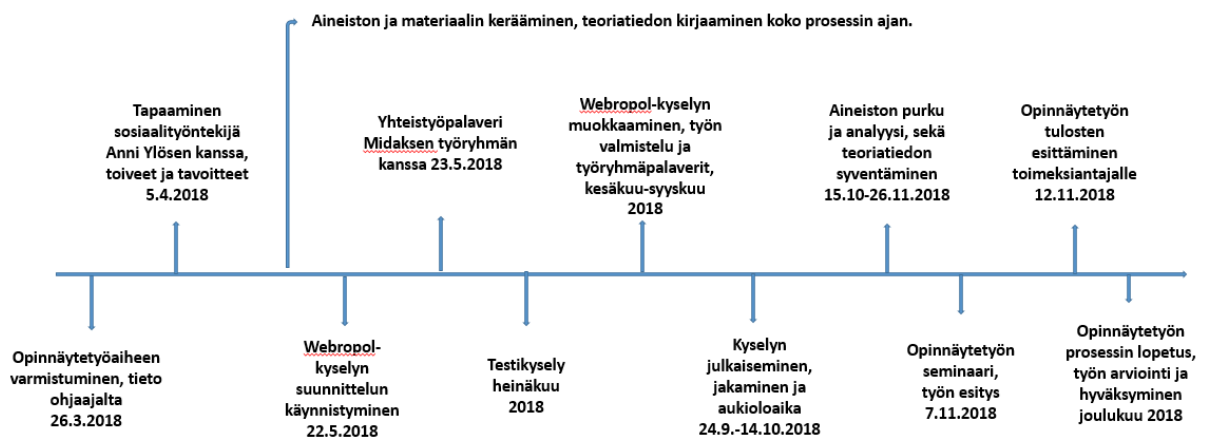 Aineiston ja materiaalin kerääminen, teoriatiedon kirjaaminen koko prosessin ajan.
Tapaaminen
sosiaalityöntekijä
Anni Ylösen kanssa,
toiveet ja tavoitteet
5.4.2018
Yhteistyöpalaveri
Midaksen työryhmän
kanssa 23.5.2018
Webropol-kyselyn
muokkaaminen, työn
valmistelu ja
työryhmäpalaverit,
kesäkuu-syyskuu
2018
Aineiston purku
ja analyysi, sekä
teoriatiedon
syventäminen
15.10-26.11.2018
Opinnäytetyön
tulosten
esittäminen
toimeksiantajalle
12.11.2018
Opinnäytetyöaiheen
varmistuminen, tieto
ohjaajalta
26.3.2018
Webropol-
kyselyn
suunnittelun
käynnistyminen
22.5.2018
Testikysely
heinäkuu
2018
Kyselyn
julkaiseminen,
jakaminen ja
aukioloaika
24.9.-14.10.2018
Opinnäytetyön
seminaari,
työn esitys
7.11.2018
Opinnäytetyön
prosessin lopetus,
työn arviointi ja
hyväksyminen
joulukuu 2018